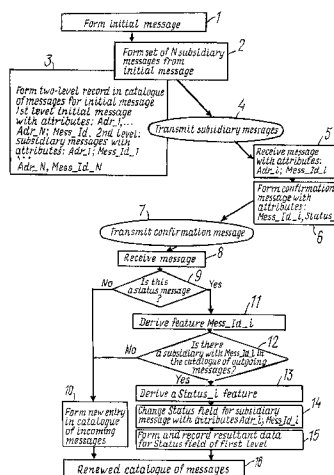 Form initial message
1
Form set of N subsidiary
messages from
initial message
2
3
Form two-level record in catalogue
of messages for initial message
1st level initial message
with attributes: Adr_1,...
Adr_N; Mess_Id. 2nd level:
subsidiary messages with
attributes: Adr_1; Mess_Id_1
...
Adr_N, Mess_Id_N
4
Transmit subsidiary messages
5
Receive message
with attributes:
Adr_i; Mess_Id_i
Form confirmation
message with
attributes:
Mess_Id_i, Status_
6
7
Transmit confirmation message
8
Receive message
9
Is this
a status message
?
No
Yes
11
Derive feature Mess_Id_i
12
Is there
a subsidiary with Mess_Id_i in
the catalogue of outgoing
messages?
No
Yes
13
Derive a Status_i feature
10
Form new entry
in catalogue
of incoming
messages
14
Change Status field for subsidiary
message with attributes Adr_i; Mess_Id_i
15
Form and record resultant data
for Status field of First level
Renewed catalogue of messages
16